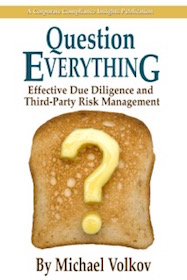 A Corporate Compliance Insights Publication
Question
EVERYTHING
Effective Due Diligence and
Third-Party Risk Management
?
By Michael Volkov